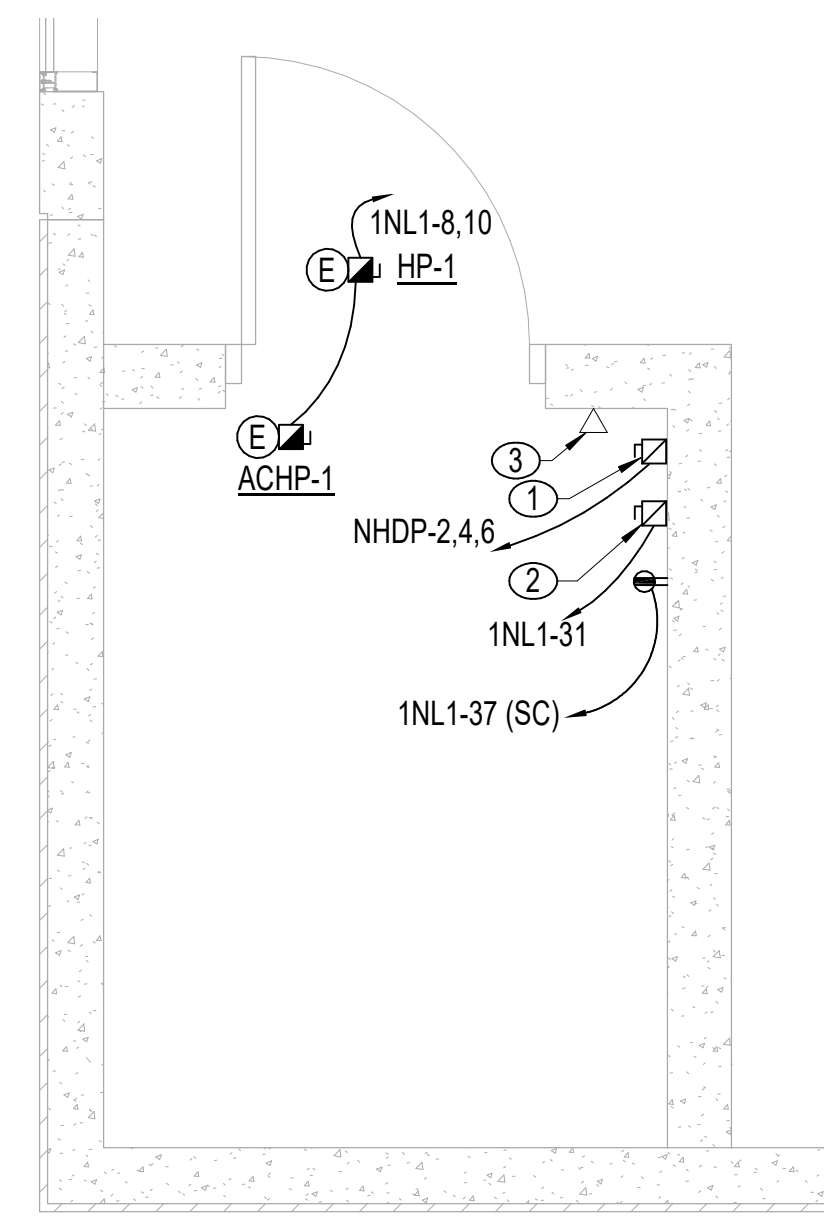 1NL1-8,10
E
HP-1
E
ACHP-1
3
1
NHDP-2,4,6
2
1NL1-31
1NL1-37 (SC)